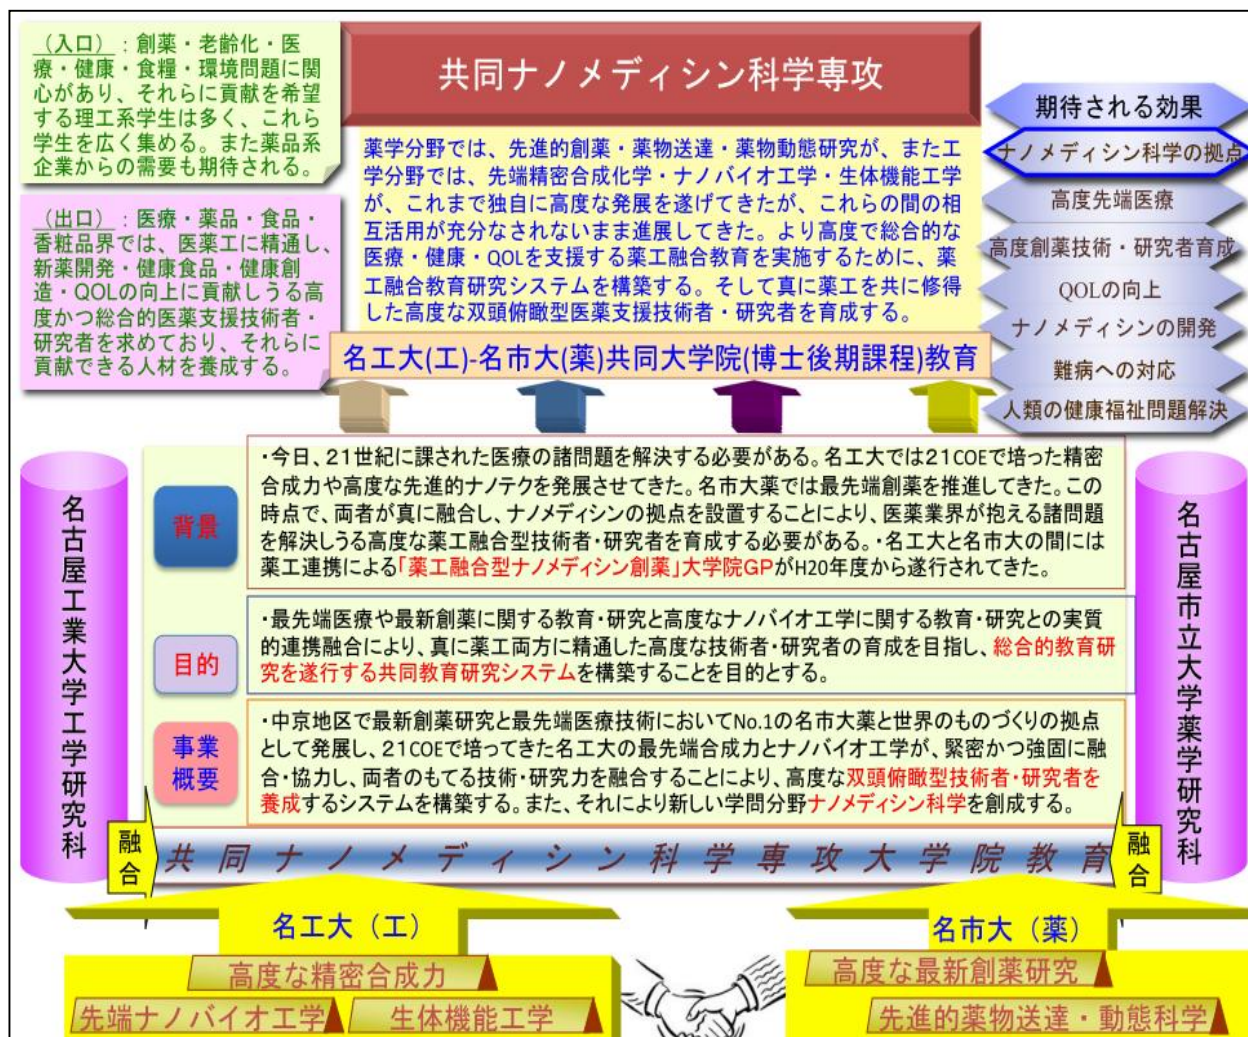 (入口):創薬・老齢化・医
療・健康・食糧・環境問題に関
心があり、それらに貢献を希望
する理工系学生は多く、これら
学生を広く集める。また薬品系
企業からの需要も期待される。
(出口):医療・薬品・食品・
香粧品界では、医薬工に精通し、
新薬開発・健康食品・健康創
造・QOLの向上に貢献しうる高
度かつ総合的医薬支援技術者・
研究者を求めており、それらに
貢献できる人材を養成する。
共同ナノメディシン科学専攻
薬学分野では、先進的創薬・薬物送達・薬物動態研究が、また工
学分野では、先端精密合成化学・ナノバイオ工学・生体機能工学
が、これまで独自に高度な発展を遂げてきたが、これらの間の相
互活用が充分なされないまま進展してきた。より高度で総合的な
医療・健康・QOLを支援する薬工融合教育を実施するために、薬
工融合教育研究システムを構築する。そして真に薬工を共に修得
した高度な双頭俯瞰型医薬支援技術者・研究者を育成する。
名工大(工)-名市大(薬)共同大学院(博士後期課程)教育
期待される効果
ナノメディシン科学の拠点
高度先端医療
高度創薬技術・研究者育成
QOLの向上
ナノメディシンの開発
難病への対応
人類の健康福祉問題解決
名古屋工業大学工学研究科
背景
・今日、21世紀に課された医療の諸問題を解決する必要がある。名工大では21COEで培った精密
合成力や高度な先進的ナノテクを発展させてきた。名市大薬では最先端創薬を推進してきた。この
時点で、両者が真に融合し、ナノメディシンの拠点を設置することにより、医薬業界が抱える諸問題
を解決しうる高度な薬工融合型技術者・研究者を育成する必要がある。・名工大と名市大の間には
薬工連携による「薬工融合型ナノメディシン創薬」大学院GPがH20年度から遂行されてきた。
目的
・最先端医療や最新創薬に関する教育・研究と高度なナノバイオ工学に関する教育・研究との実質
的連携融合により、真に薬工両方に精通した高度な技術者・研究者の育成を目指し、総合的教育研
究を遂行する共同教育研究システムを構築することを目的とする。
事業
概要
・中京地区で最新創薬研究と最先端医療技術においてNo.1の名市大薬と世界のものづくりの拠点
として発展し、21COEで培ってきた名工大の最先端合成力とナノバイオ工学が、緊密かつ強固に融
合・協力し、両者のもてる技術・研究力を融合することにより、高度な双頭俯瞰型技術者・研究者を
養成するシステムを構築する。また、それにより新しい学問分野ナノメディシン科学を創成する。
名古屋市立大学薬学研究科
融合
共同ナノメディシン科学専攻大学院教育
融合
名工大(工)
高度な精密合成力
先端ナノバイオ工学
生体機能工学
名市大(薬)
高度な最新創薬研究
先進的薬物送達・動態科学